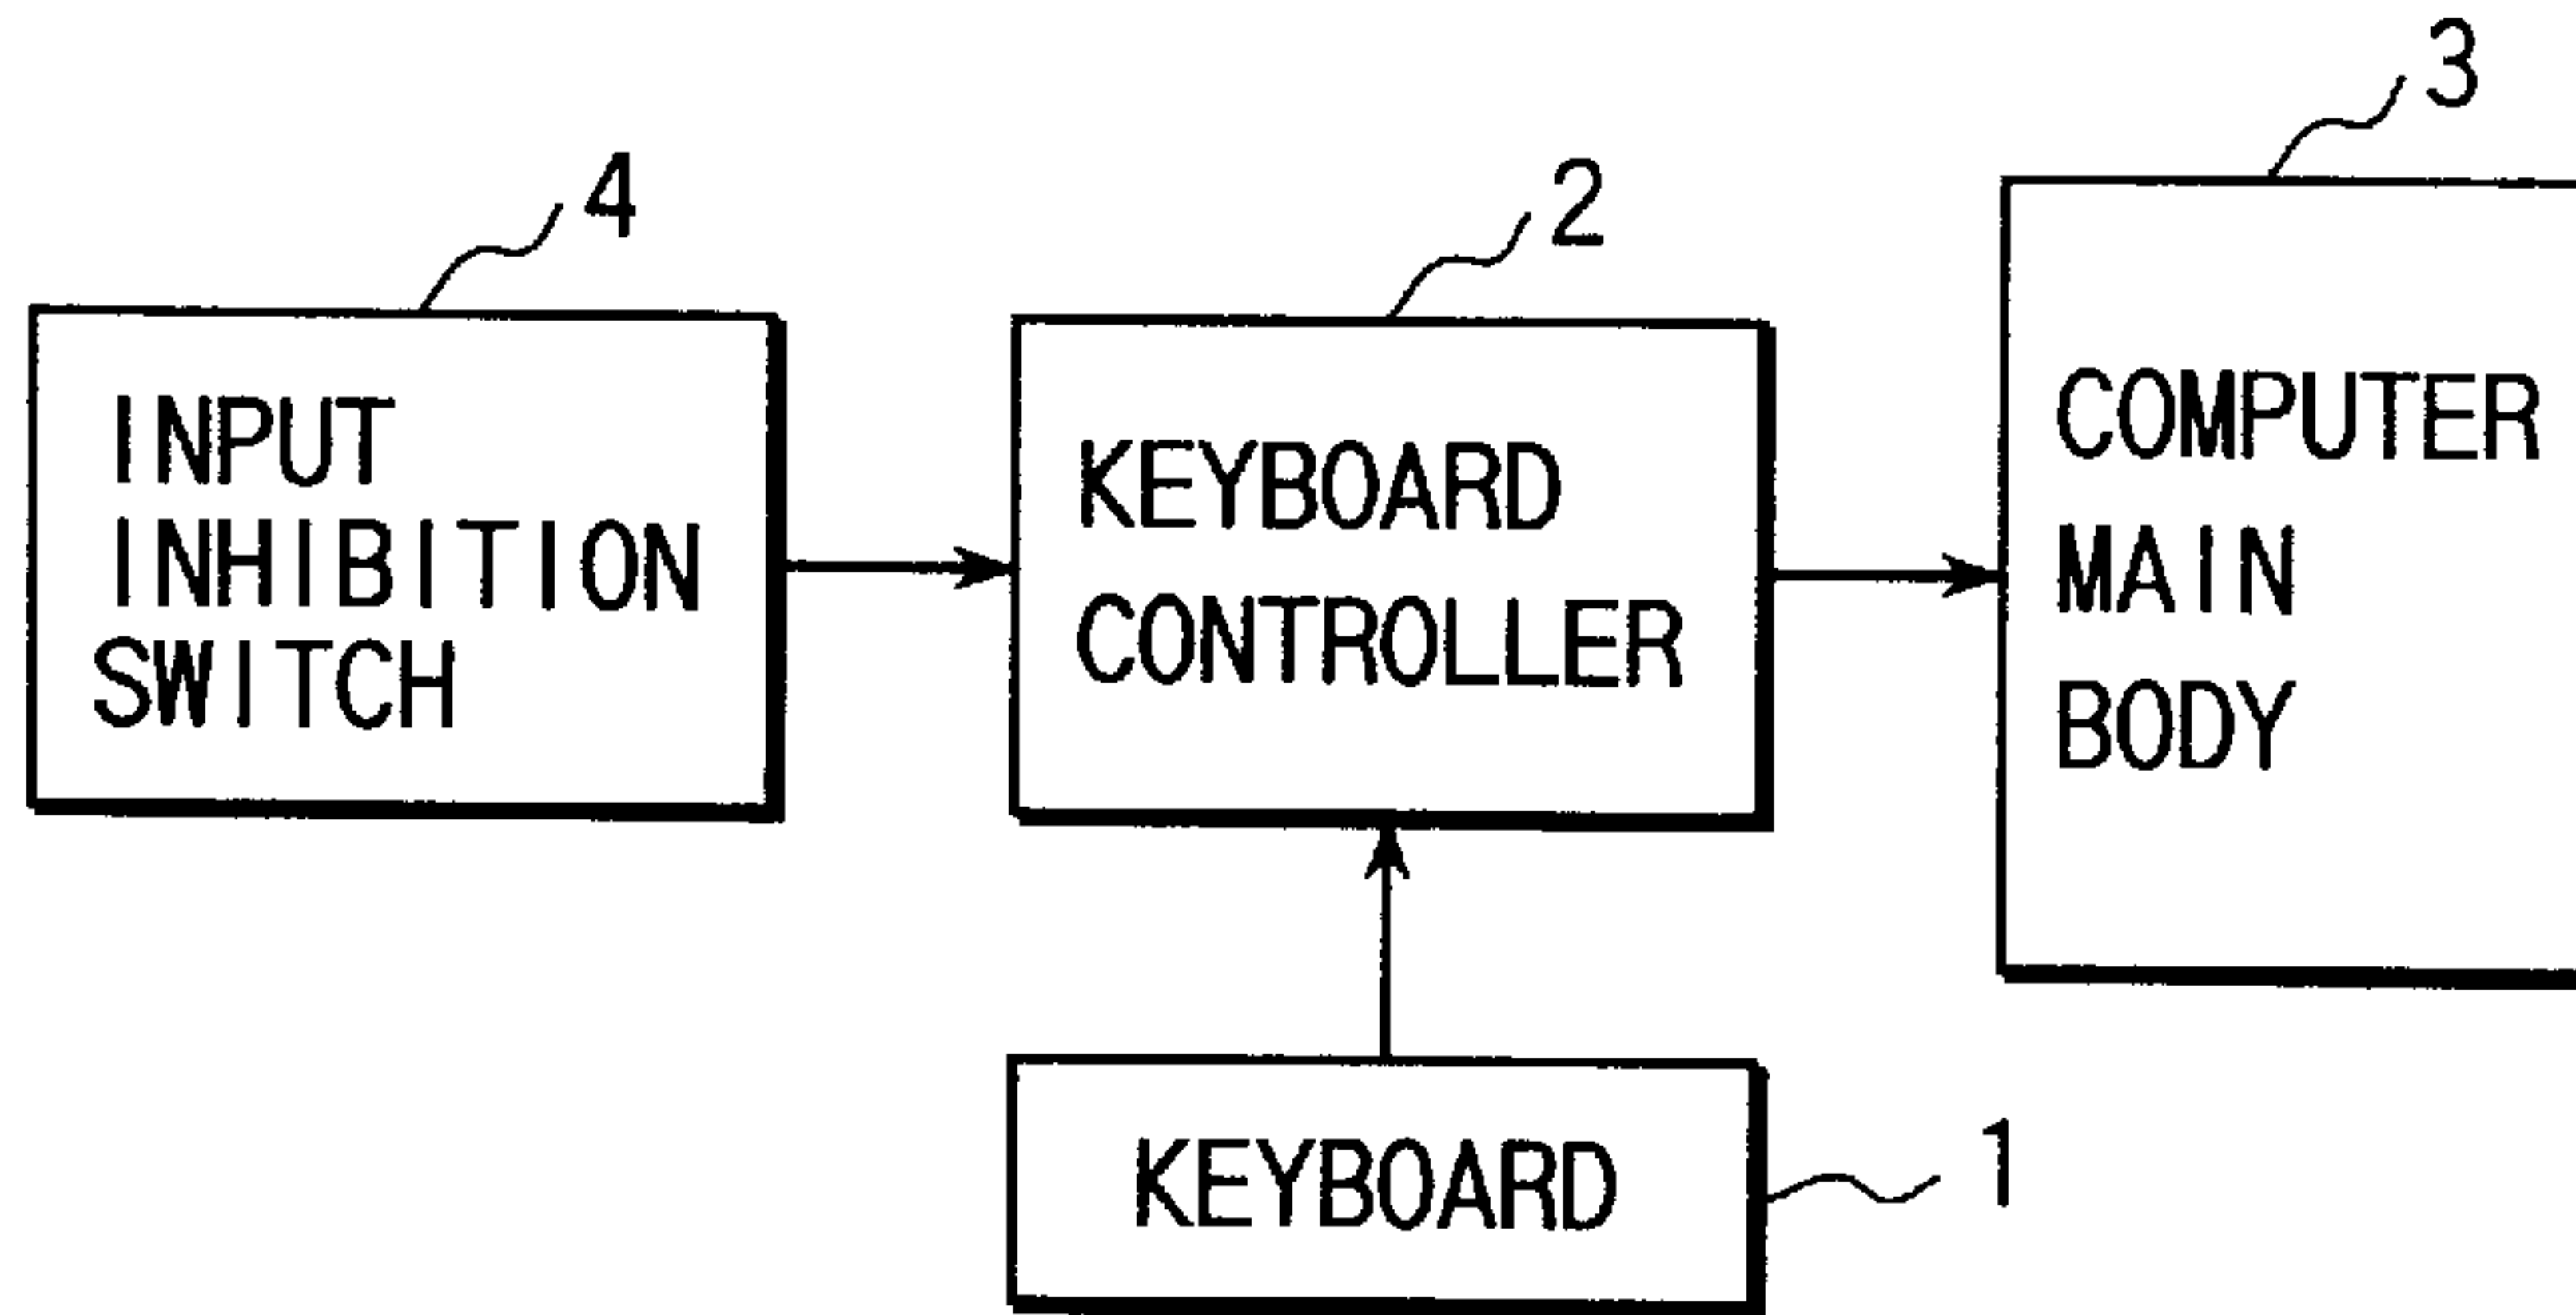 3
4
2
INPUT
INHIBITION
SWITCH
KEYBOARD
CONTROLLER
COMPUTER
MAIN
BODY
KEYBOARD
1